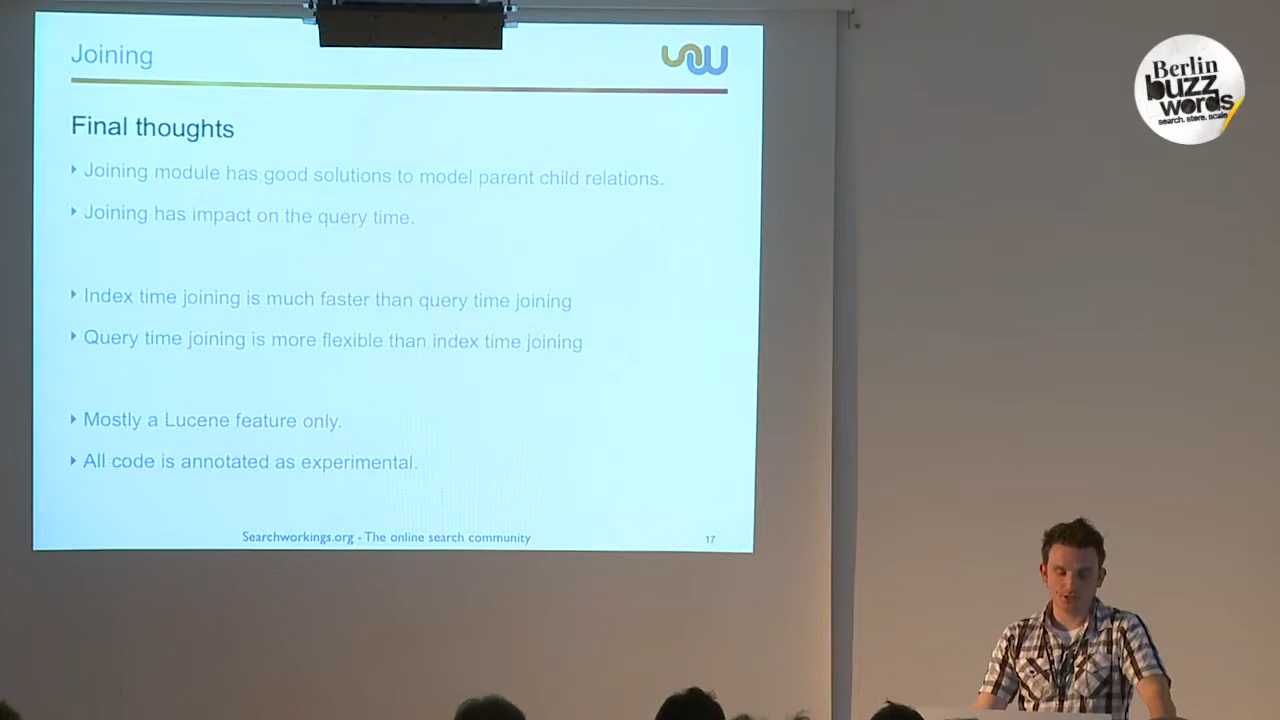 Joining
Final thoughts
Joining module has good solutions to model parent child relations.
Joining has impact on the query time.
Index time joining is much faster than query time joining
Query time joining is more flexible than index time joining
Mostly a Lucene feature only.
All code is annotated as experimental.
Searchworkings.org - The online search community
17
Berlin
buzz
words
search. store. scale